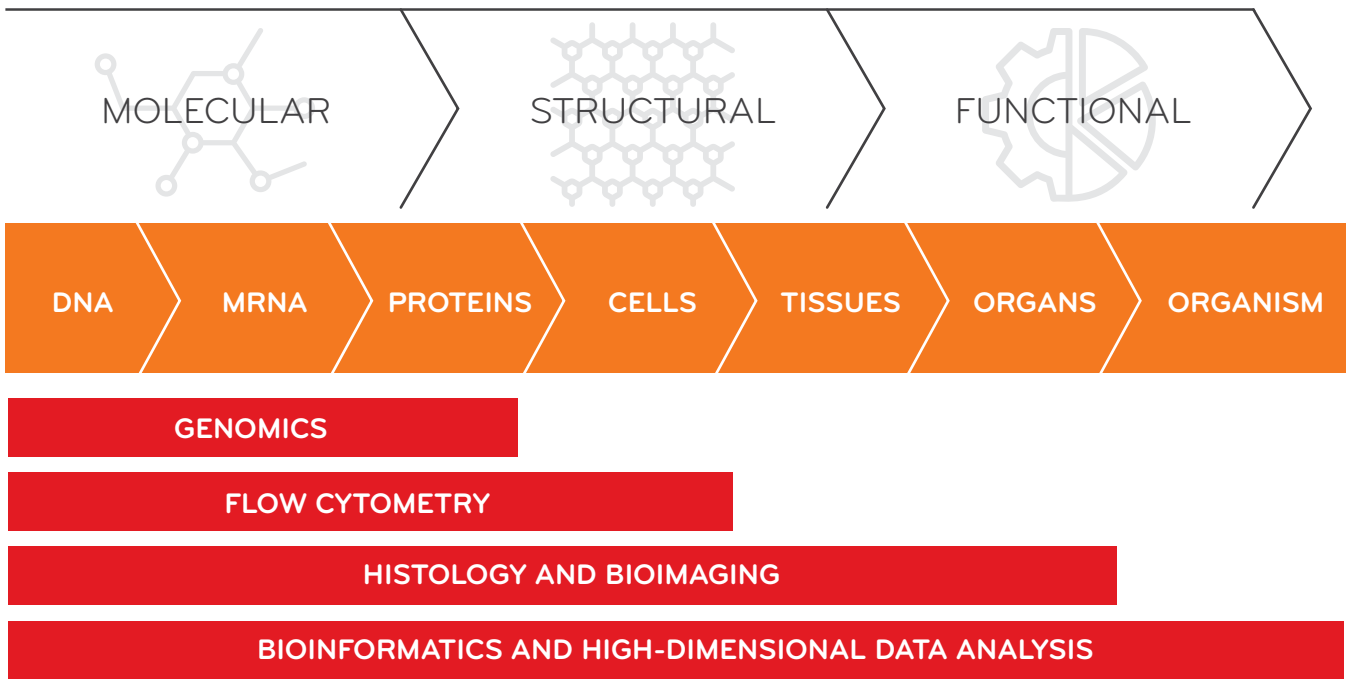 MOLECULAR
STRUCTURAL
FUNCTIONAL
DNA
MRNA
PROTEINS
CELLS
TISSUES
ORGANS
ORGANISM
GENOMICS
FLOW CYTOMETRY
HISTOLOGY AND BIOIMAGING
BIOINFORMATICS AND HIGH-DIMENSIONAL DATA ANALYSIS